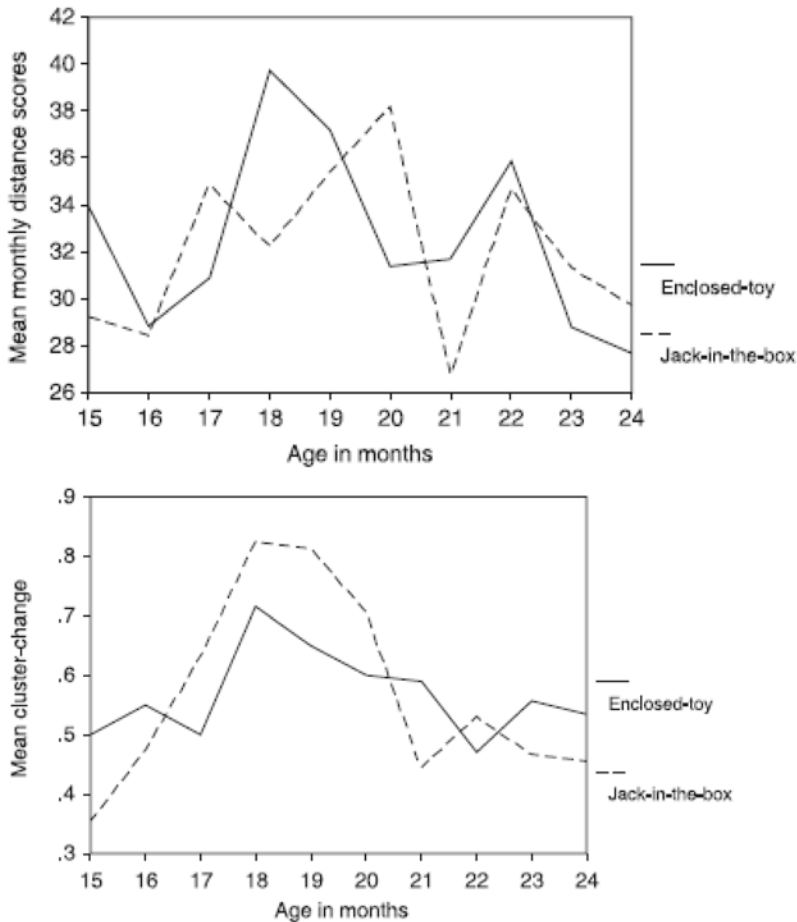 42
40
38
36
34
32
30
28
26
Mean monthly distance scores
15 16 17 18 19 20 21 22 23 24
Age in months
Enclosed-toy
Jack-in-the-box
.9
.8
.7
.6
.5
.4
.3
Mean cluster-change
15 16 17 18 19 20 21 22 23 24
Age in months
Enclosed-toy
Jack-in-the-box